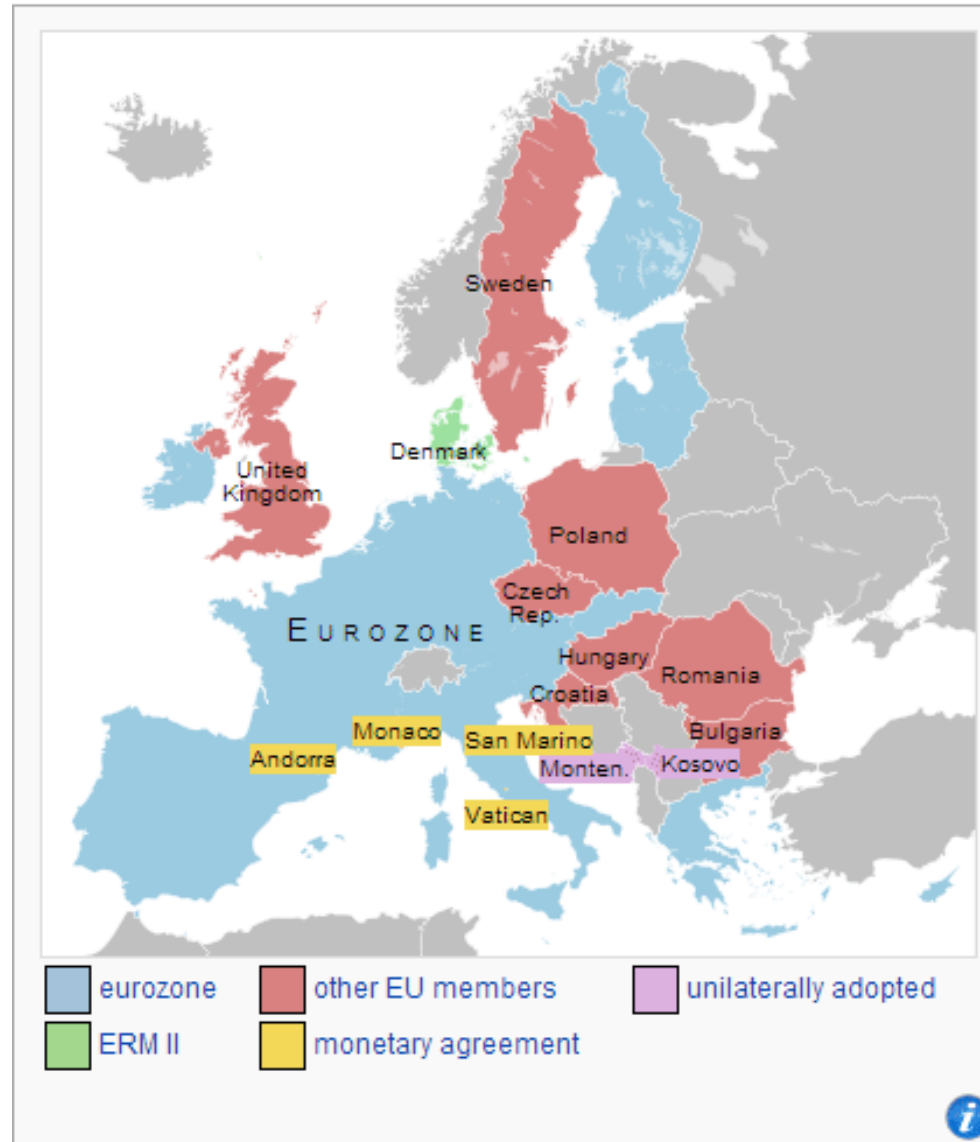 Sweden
Denmark
United
Kingdom
Poland
Czech
Rep.
EUROZONE
Hungary
Romania
Croatia
Monaco
San Marino
Bulgaria
Andorra
Monten.
Kosovo
Vatican
eurozone
other EU members
unilaterally adopted
ERM II
monetary agreement
i